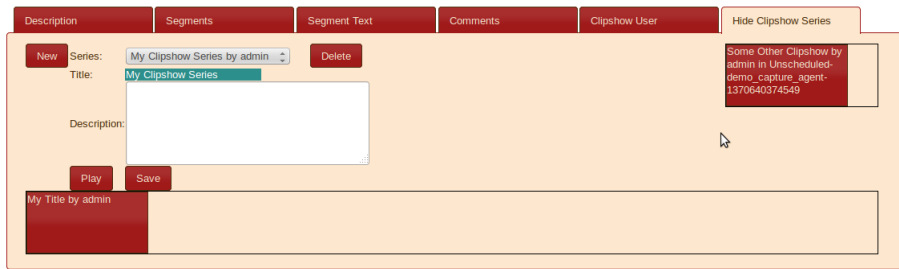 Description
Segments
Segment Text
Comments
Clipshow User
Hide Clipshow Series
New
Series:
My Clipshow Series by admin
Delete
Title:
My Clipshow Series
Description:
Play
Save
Some Other Clipshow by
admin in Unscheduled-
demo_capture_agent-
1370640374549
My Title by admin